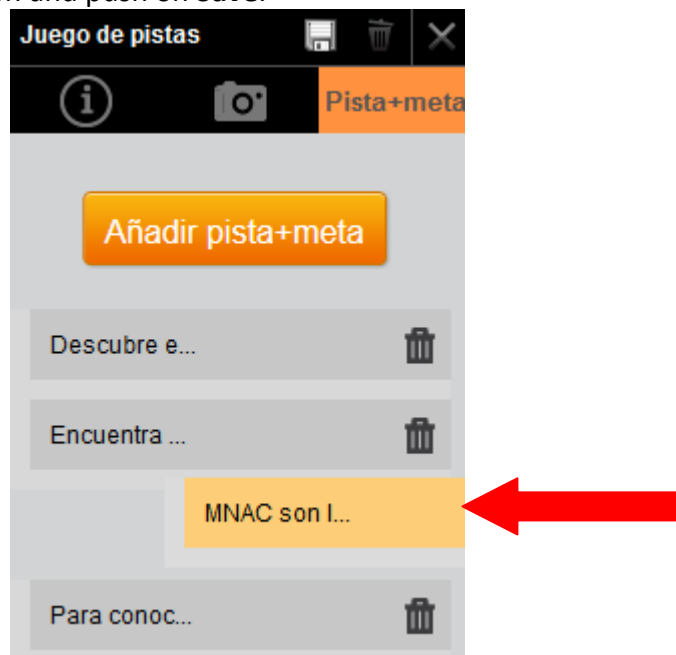 Juego de pistas
Pista+meta
Añadir pista+meta
Descubre e...
Encuentra ...
MNAC son l...
Para conoc...